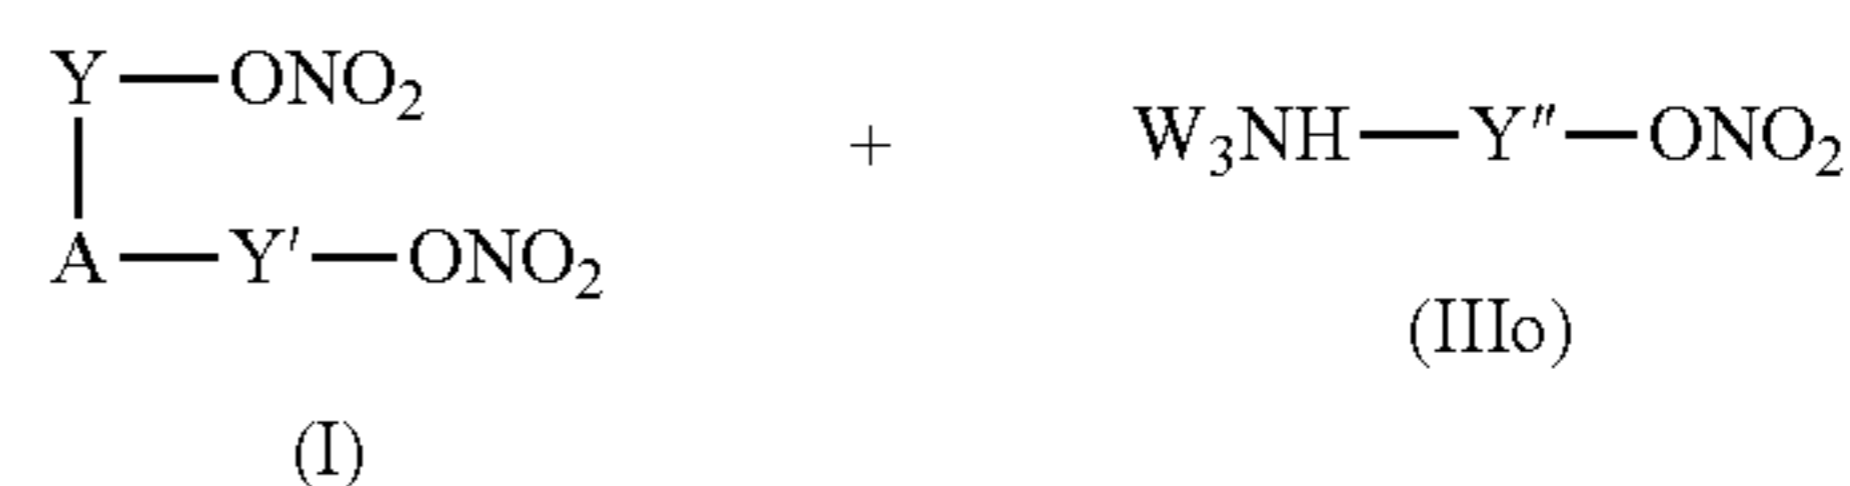 Y—ONO₂
+
W₃NH—Y″—ONO₂
A—Y′—ONO₂
(IIIo)
(I)